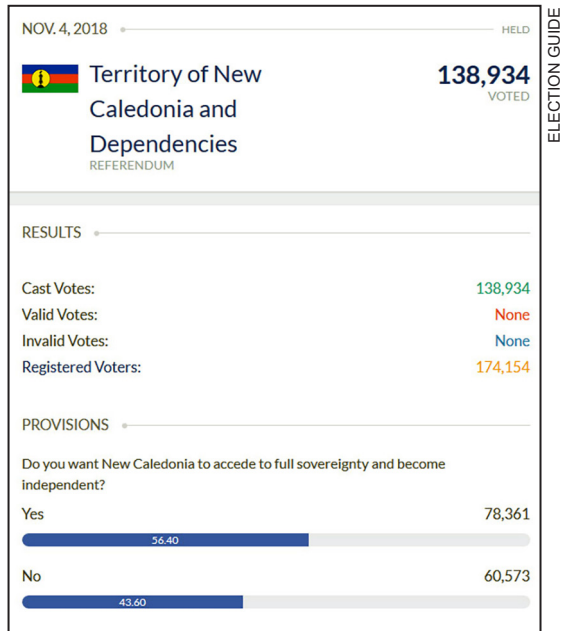 NOV. 4, 2018
HELD
Territory of New
Caledonia and
Dependencies
REFERENDUM
138,934
VOTED
ELECTION GUIDE
RESULTS
Cast Votes: 138,934
Valid Votes: None
Invalid Votes: None
Registered Voters: 174,154
PROVISIONS
Do you want New Caledonia to accede to full sovereignty and become
independent?
Yes 78,361
56.40
No 60,573
43.60